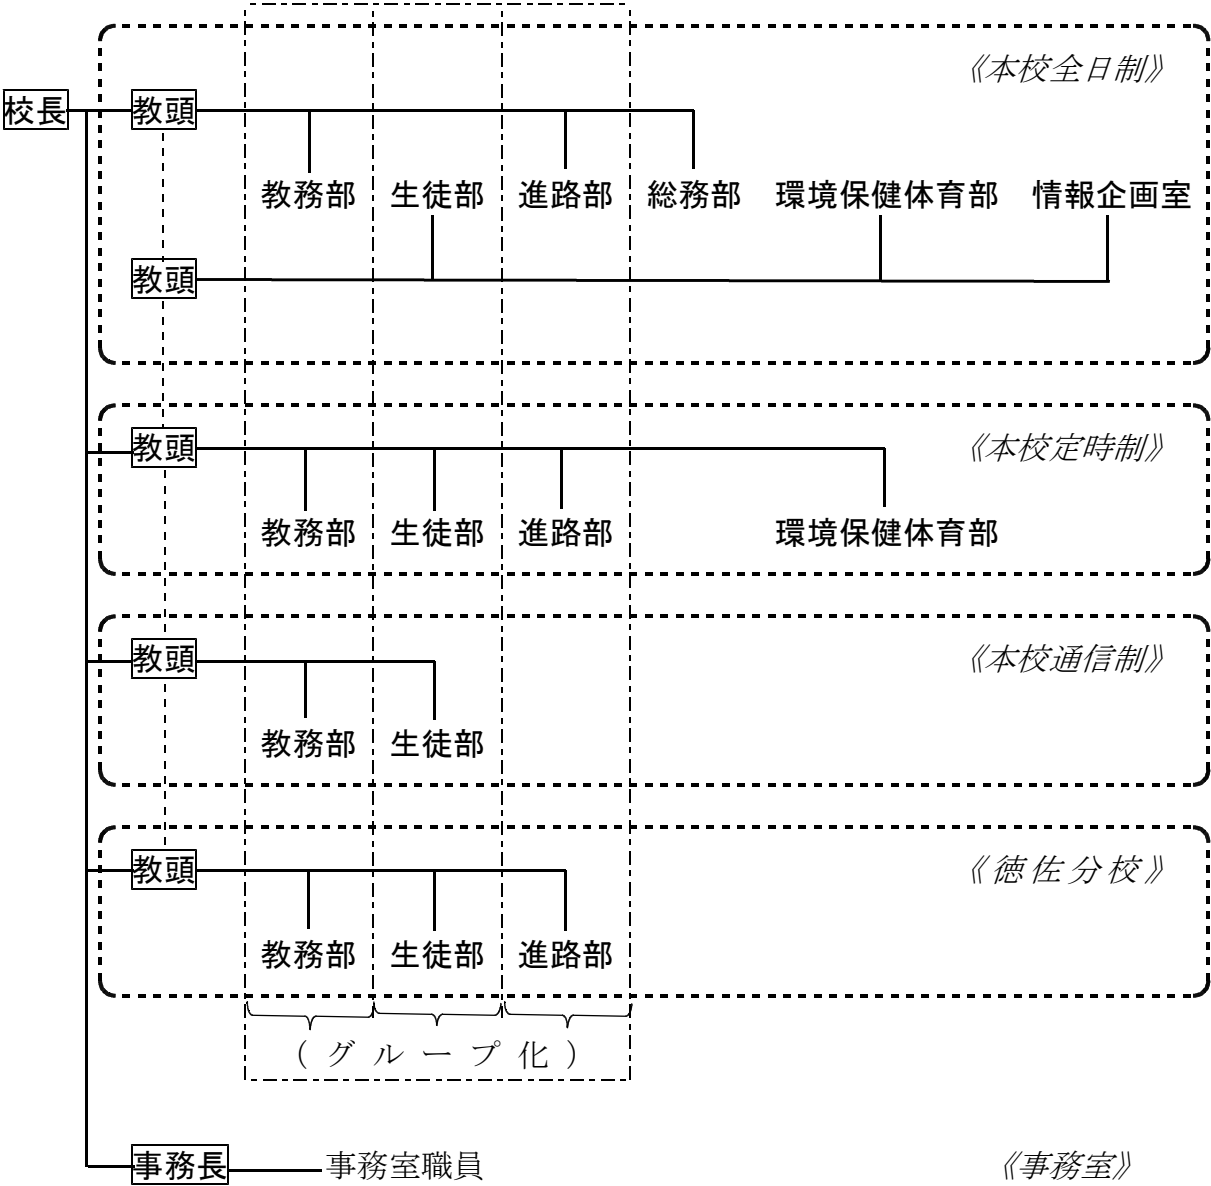 《本校全日制》
校長 教頭
教務部 生徒部 進路部 総務部 環境保健体育部 情報企画室
教頭
教頭 《本校定時制》
教務部 生徒部 進路部 環境保健体育部
教頭 《本校通信制》
教務部 生徒部
教頭 《徳佐分校》
教務部 生徒部 進路部
(グループ化)
事務長 事務室職員 《事務室》